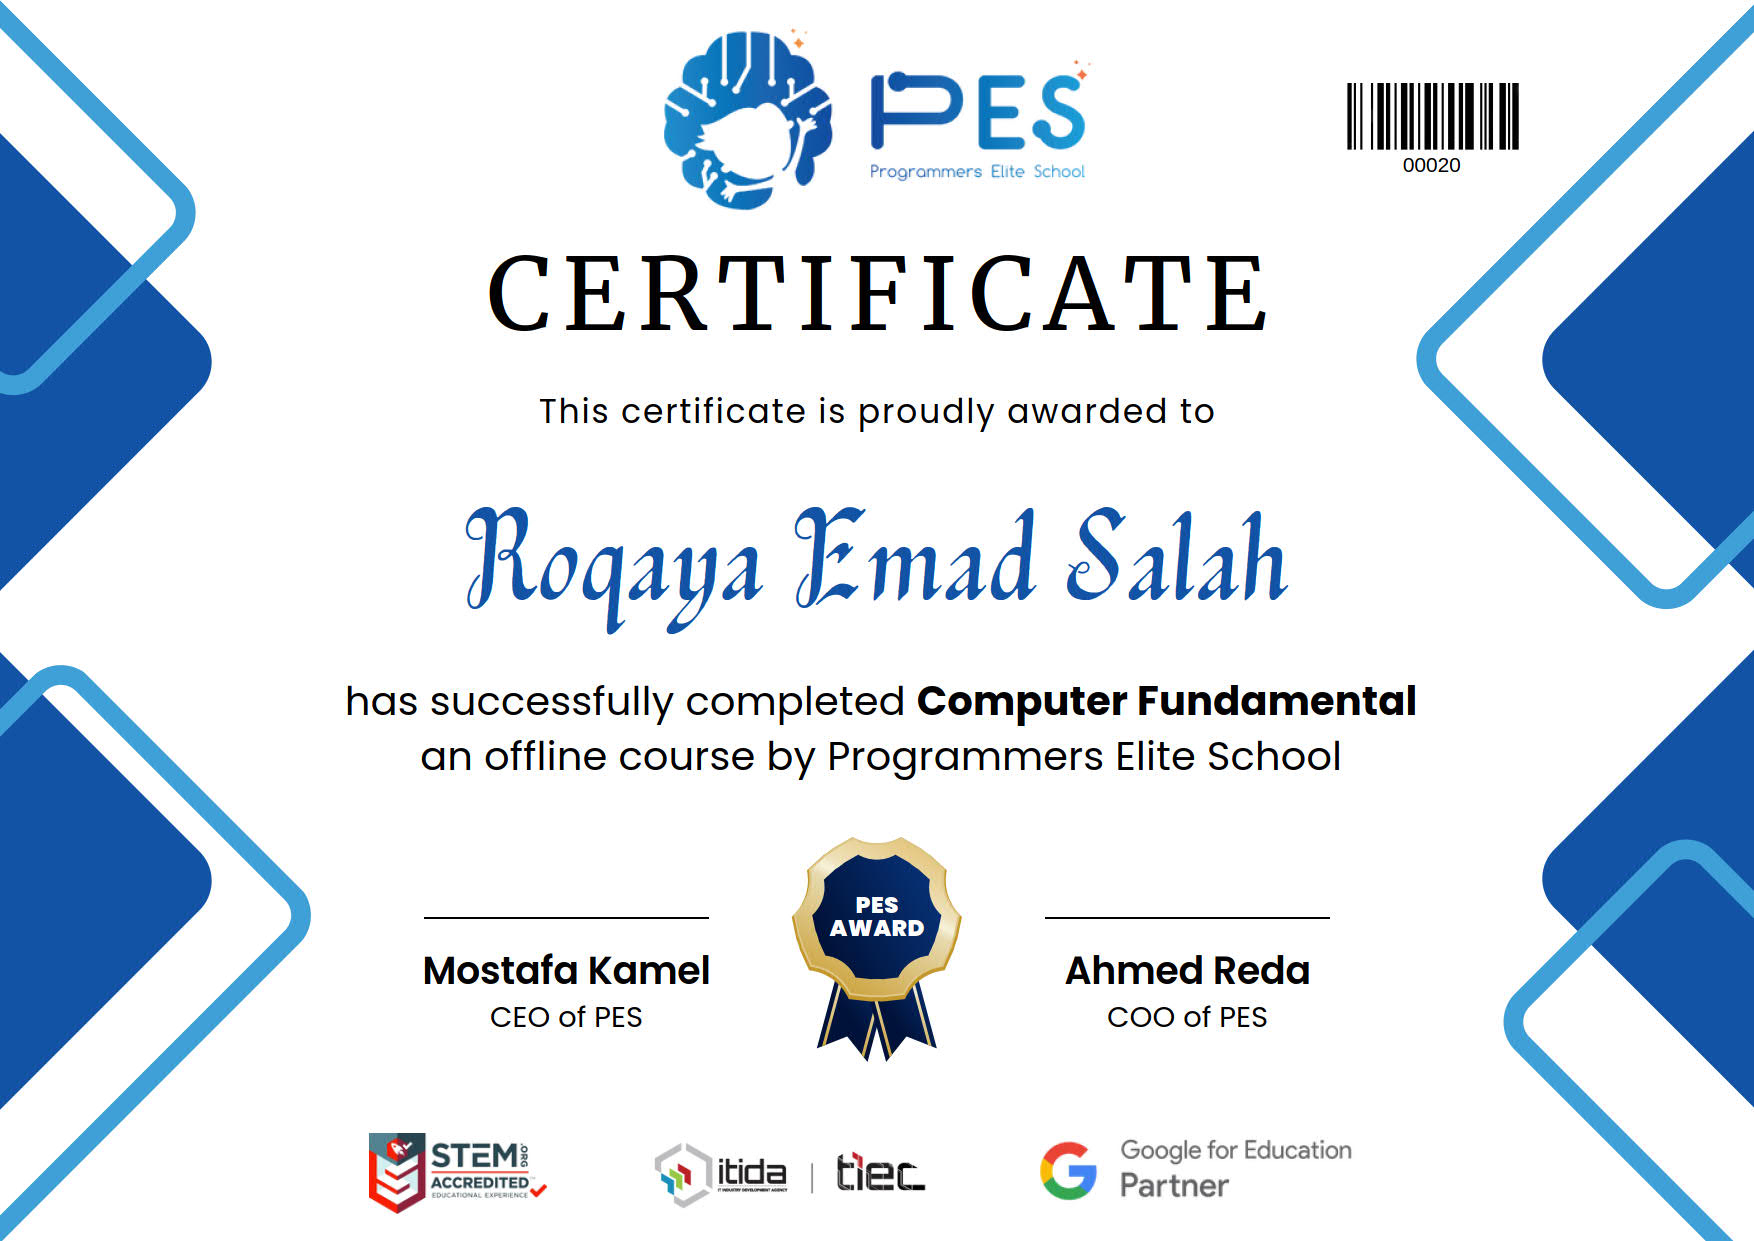 PES
Programmers Elite School
00020
CERTIFICATE
This certificate is proudly awarded to
Roqaya Emad Salah
has successfully completed Computer Fundamental
an offline course by Programmers Elite School
PES
AWARD
Mostafa Kamel
CEO of PES
Ahmed Reda
COO of PES
STEM.ORG
ACCREDITED
EDUCATIONAL EXPERIENCE
itida
IT INDUSTRY DEVELOPMENT AGENCY
tiec
Google for Education
Partner